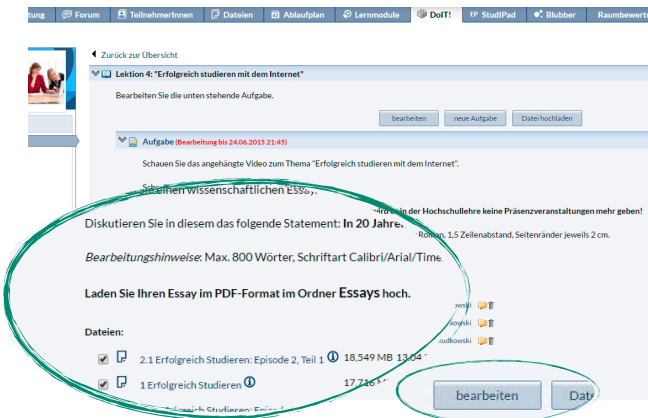 tung Forum TeilnehmerInnen Dateien Ablaufplan Lernmodule DoIT! StudIPad Blubber Raumbewert
Zurück zur Übersicht
Lektion 4: "Erfolgreich studieren mit dem Internet"
Bearbeiten Sie die unten stehende Aufgabe.
bearbeiten neue Aufgabe Datei hochladen
Aufgabe (Bearbeitung bis 24.06.2015 21:45)
Schauen Sie das angehängte Video zum Thema "Erfolgreich studieren mit dem Internet".
einen wissenschaftlichen Essay.
in der Hochschullehre keine Präsenzveranstaltungen mehr geben!
Diskutieren Sie in diesem das folgende Statement: In 20 Jahre
Roman, 1,5 Zeilenabstand, Seitenränder jeweils 2 cm.
Bearbeitungshinweise: Max. 800 Wörter, Schriftart Calibri/Arial/Time
Laden Sie Ihren Essay im PDF-Format im Ordner Essays hoch.
owski
kowski
udkowski
Dateien:
2.1 Erfolgreich Studieren: Episode 2, Teil 1 18,549 MB
1 Erfolgreich Studieren 17,716
bearbeiten Date